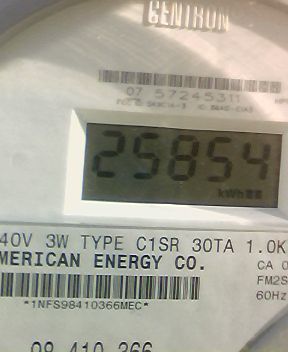 CENTRON
07 57245311
25854
kWh
40V 3W TYPE C1SR 30TA 1.0K
MERICAN ENERGY CO.
CA 0
FM2S
60Hz
*1NFS98410366MEC*
98 410 366